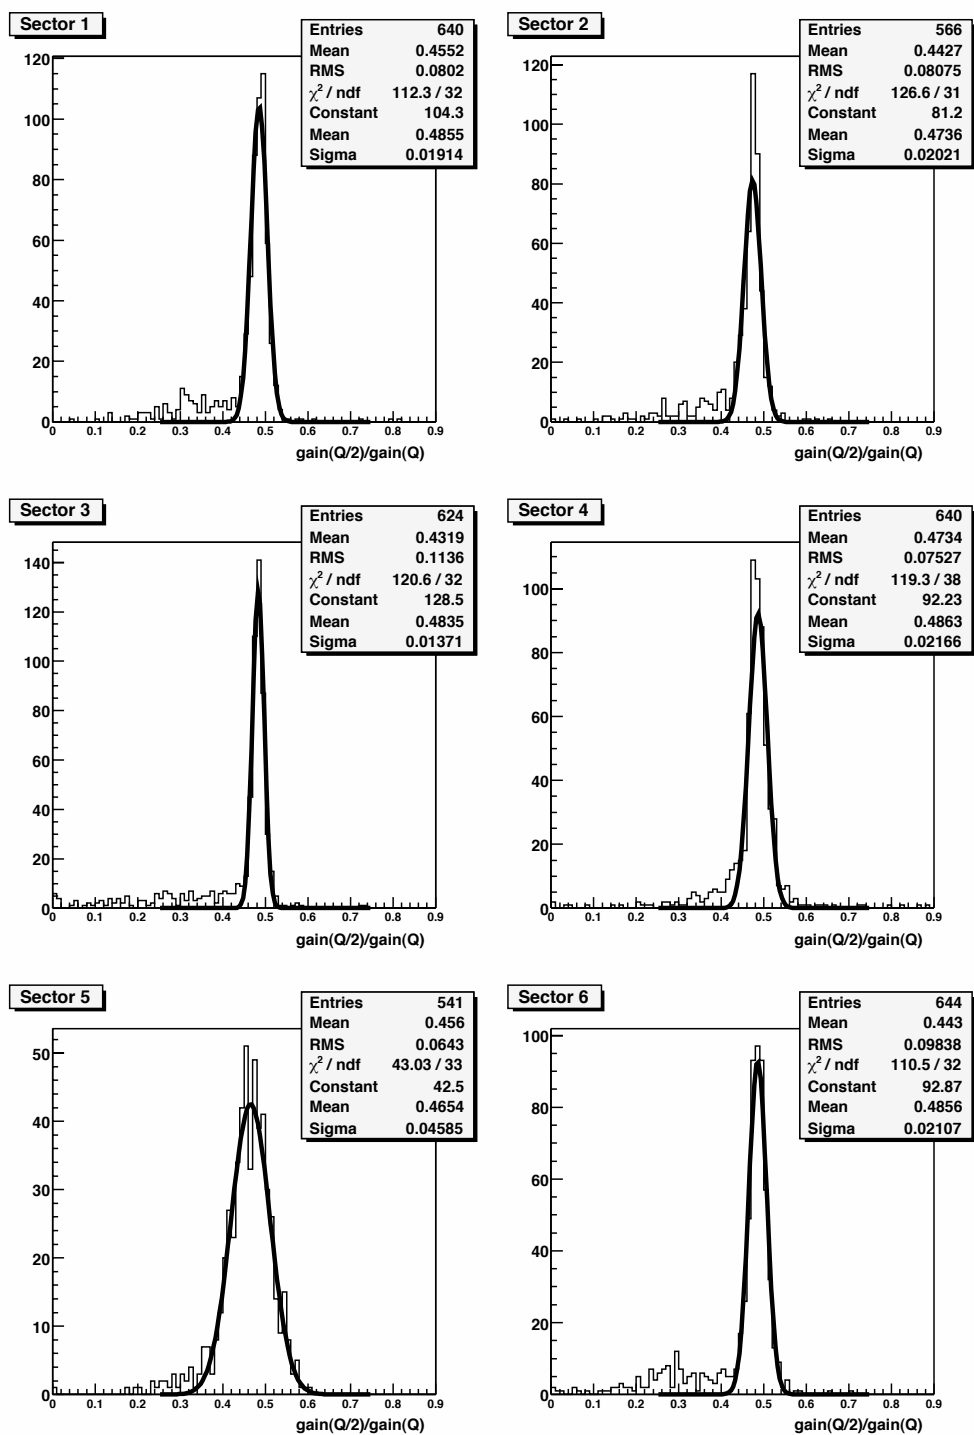 Sector 1
Entries 640
Mean 0.4552
RMS 0.0802
χ² / ndf 112.3 / 32
Constant 104.3
Mean 0.4855
Sigma 0.01914
120
100
80
60
40
20
0
0 0.1 0.2 0.3 0.4 0.5 0.6 0.7 0.8 0.9
gain(Q/2)/gain(Q)
Sector 2
Entries 566
Mean 0.4427
RMS 0.08075
χ² / ndf 126.6 / 31
Constant 81.2
Mean 0.4736
Sigma 0.02021
120
100
80
60
40
20
0
0 0.1 0.2 0.3 0.4 0.5 0.6 0.7 0.8 0.9
gain(Q/2)/gain(Q)
Sector 3
Entries 624
Mean 0.4319
RMS 0.1136
χ² / ndf 120.6 / 32
Constant 128.5
Mean 0.4835
Sigma 0.01371
140
120
100
80
60
40
20
0
0 0.1 0.2 0.3 0.4 0.5 0.6 0.7 0.8 0.9
gain(Q/2)/gain(Q)
Sector 4
Entries 640
Mean 0.4734
RMS 0.07527
χ² / ndf 119.3 / 38
Constant 92.23
Mean 0.4863
Sigma 0.02166
100
80
60
40
20
0
0 0.1 0.2 0.3 0.4 0.5 0.6 0.7 0.8 0.9
gain(Q/2)/gain(Q)
Sector 5
Entries 541
Mean 0.456
RMS 0.0643
χ² / ndf 43.03 / 33
Constant 42.5
Mean 0.4654
Sigma 0.04585
50
40
30
20
10
0
0 0.1 0.2 0.3 0.4 0.5 0.6 0.7 0.8 0.9
gain(Q/2)/gain(Q)
Sector 6
Entries 644
Mean 0.443
RMS 0.09838
χ² / ndf 110.5 / 32
Constant 92.87
Mean 0.4856
Sigma 0.02107
100
80
60
40
20
0
0 0.1 0.2 0.3 0.4 0.5 0.6 0.7 0.8 0.9
gain(Q/2)/gain(Q)